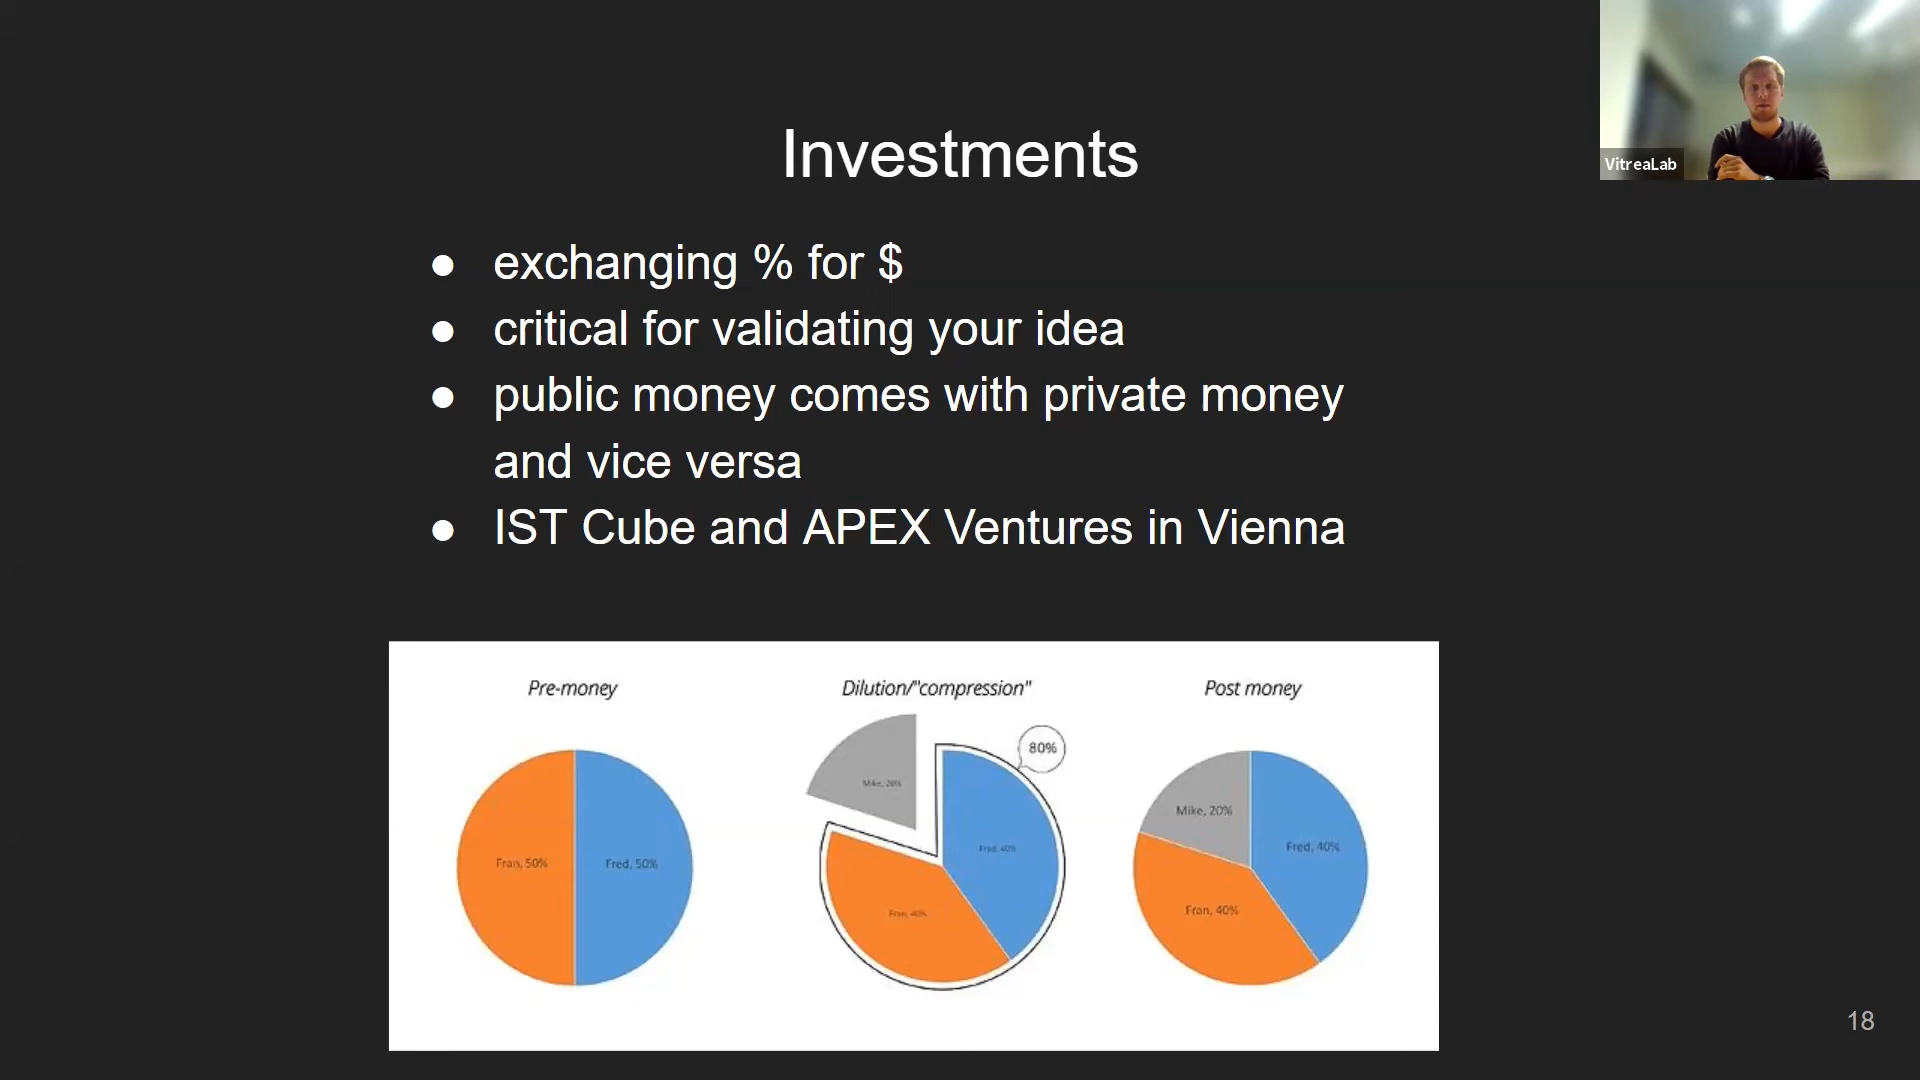 VitreaLab
Investments
● exchanging % for $
● critical for validating your idea
● public money comes with private money
and vice versa
● IST Cube and APEX Ventures in Vienna
Pre-money
Dilution/"compression"
Post money
80%
Mike, 20%
Mike, 20%
Fred, 40%
Fran, 50%
Fred, 50%
Fred, 40%
Fran, 40%
Fran, 40%
18